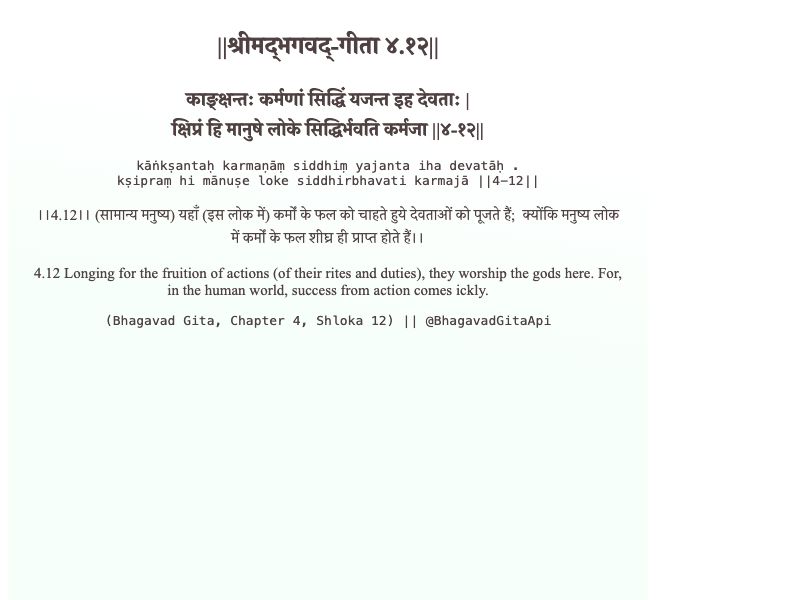 ||श्रीमद्‍भगवद्‍-गीता ४.१२||
काङ्क्षन्तः कर्मणां सिद्धिं यजन्त इह देवताः |
क्षिप्रं हि मानुषे लोके सिद्धिर्भवति कर्मजा ||४-१२||
kāṅkṣantaḥ karmaṇāṃ siddhiṃ yajanta iha devatāḥ .
kṣipraṃ hi mānuṣe loke siddhirbhavati karmajā ||4-12||
।।4.12।। (सामान्य मनुष्य) यहाँ (इस लोक में) कर्मों के फल को चाहते हुये देवताओं को पूजते हैं; क्योंकि मनुष्य लोक
में कर्मों के फल शीघ्र ही प्राप्त होते हैं।।
4.12 Longing for the fruition of actions (of their rites and duties), they worship the gods here. For,
in the human world, success from action comes ickly.
(Bhagavad Gita, Chapter 4, Shloka 12) || @BhagavadGitaApi